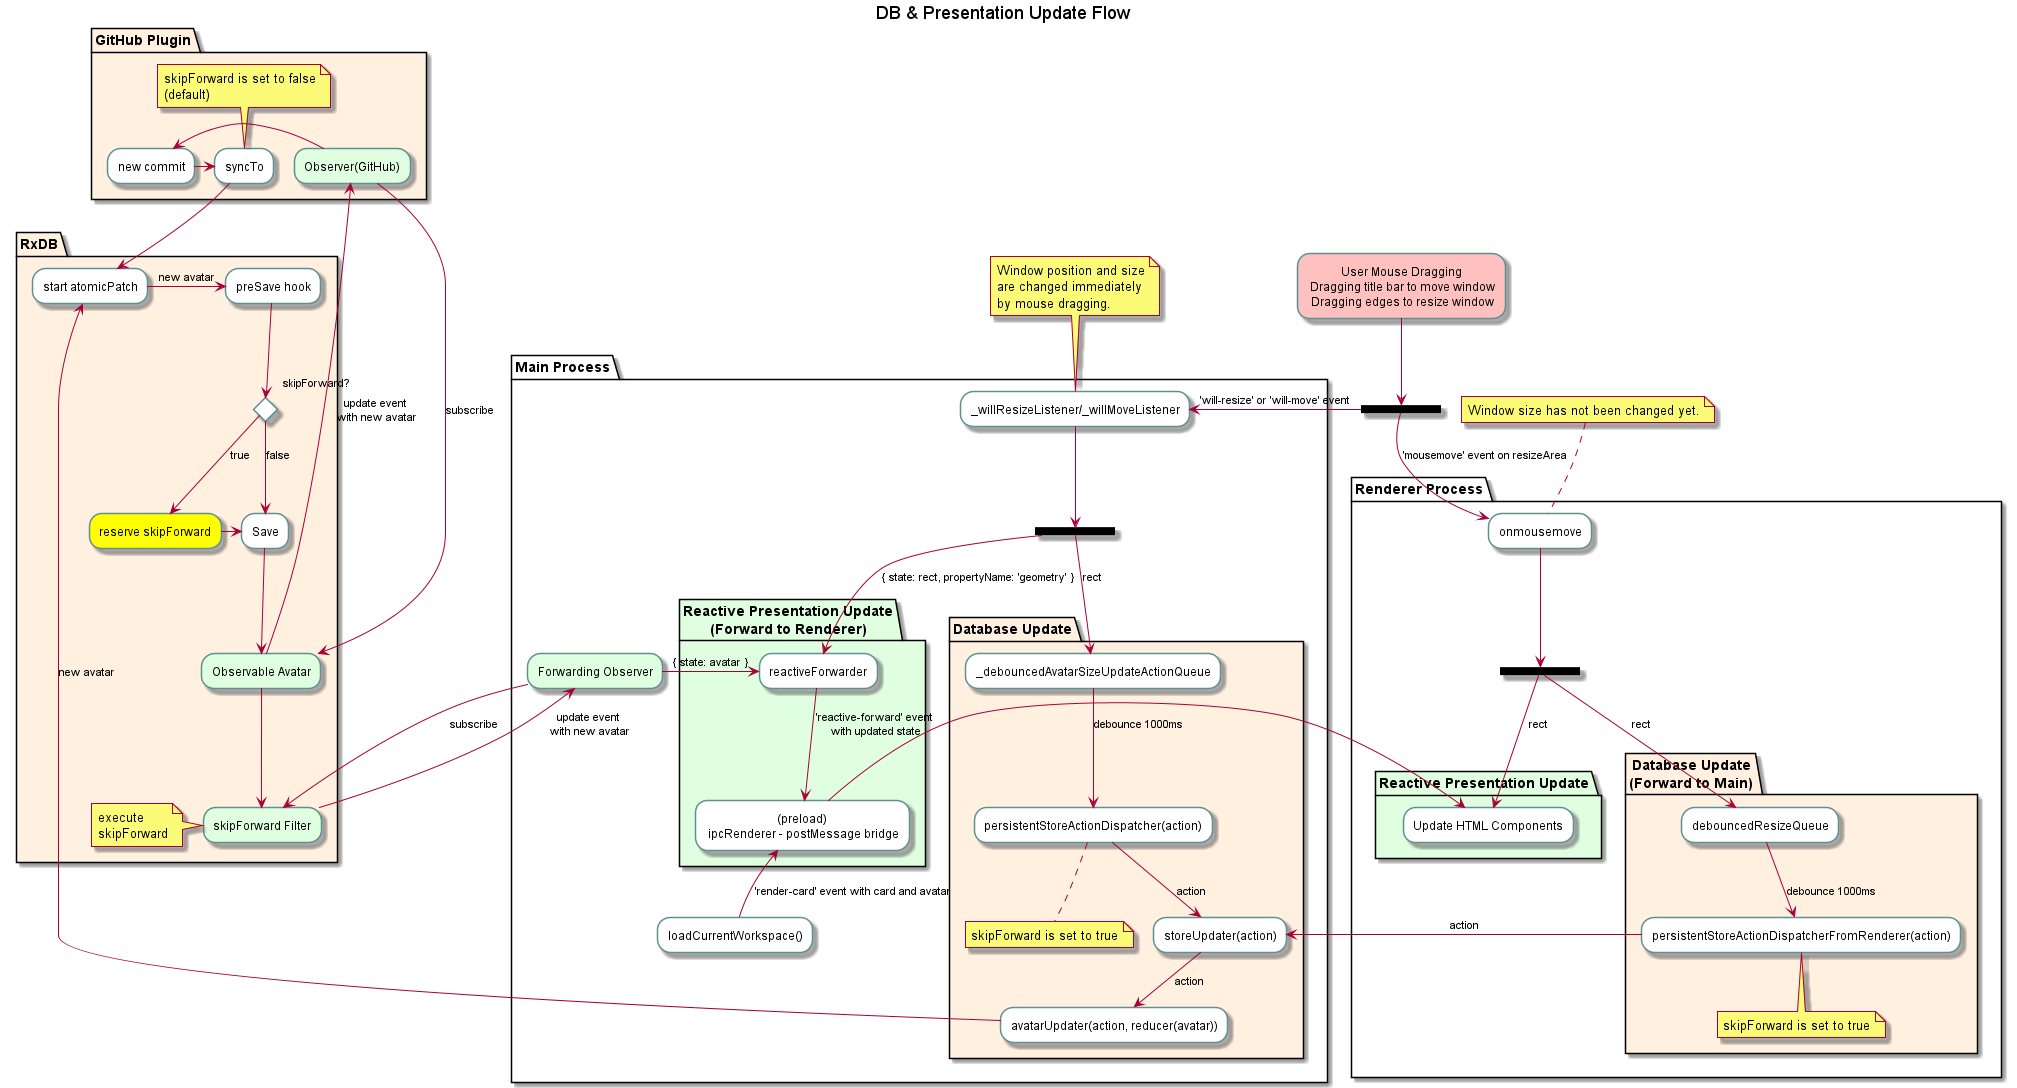 DB & Presentation Update Flow
GitHub Plugin
skipForward is set to false
(default)
new commit
syncTo
Observer(GitHub)
RxDB
start atomicPatch
new avatar
preSave hook
skipForward?
update event
with new avatar
subscribe
true
false
reserve skipForward
Save
new avatar
Observable Avatar
execute
skipForward
skipForward Filter
Window position and size
are changed immediately
by mouse dragging.
User Mouse Dragging
Dragging title bar to move window
Dragging edges to resize window
Main Process
_willResizeListener/_willMoveListener
'will-resize' or 'will-move' event
Window size has not been changed yet.
'mousemove' event on resizeArea
{ state: rect, propertyName: 'geometry' }
rect
Reactive Presentation Update
(Forward to Renderer)
Forwarding Observer
{ state: avatar }
reactiveForwarder
subscribe
update event
with new avatar
'reactive-forward' event
with updated state
(preload)
ipcRenderer - postMessage bridge
'render-card' event with card and avatar
loadCurrentWorkspace()
Database Update
_debouncedAvatarSizeUpdateActionQueue
debounce 1000ms
persistentStoreActionDispatcher(action)
action
skipForward is set to true
storeUpdater(action)
action
avatarUpdater(action, reducer(avatar))
Renderer Process
onmousemove
rect
rect
Reactive Presentation Update
Update HTML Components
Database Update
(Forward to Main)
debouncedResizeQueue
debounce 1000ms
action
persistentStoreActionDispatcherFromRenderer(action)
skipForward is set to true